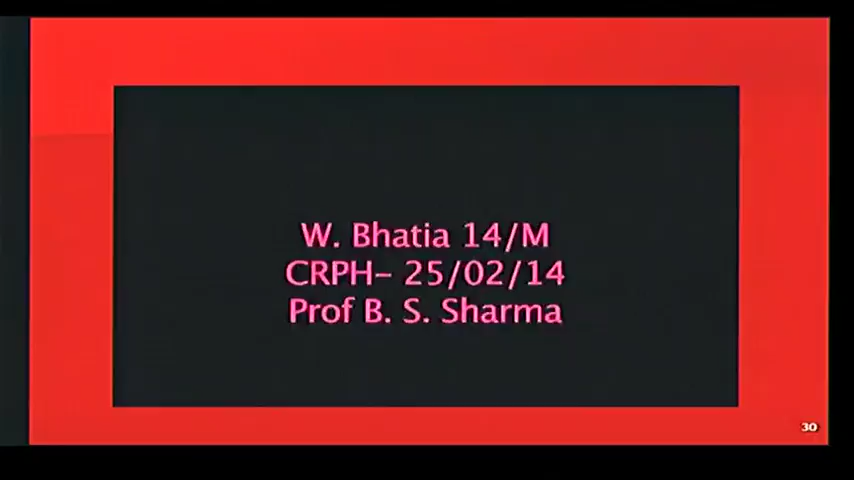 W. Bhatia 14/M
CRPH- 25/02/14
Prof B. S. Sharma
30